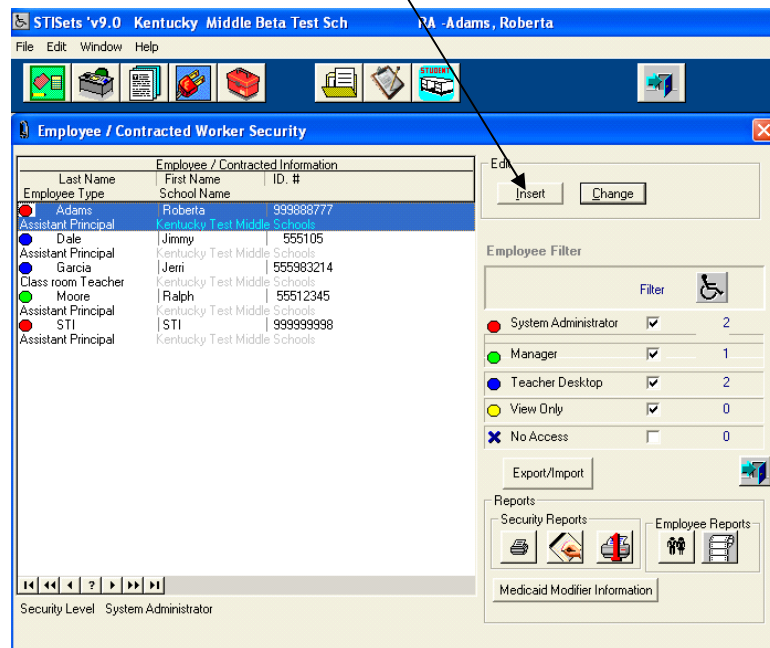 STISets 'v9.0 Kentucky Middle Beta Test Sch RA -Adams, Roberta
File Edit Window Help
STUDENT
Employee / Contracted Worker Security
Employee / Contracted Information
Last Name First Name ID. #
Employee Type School Name
Adams Roberta 999888777
Assistant Principal Kentucky Test Middle Schools
Dale Jimmy 555105
Assistant Principal Kentucky Test Middle Schools
Garcia Jerri 555983214
Class room Teacher Kentucky Test Middle Schools
Moore Ralph 55512345
Assistant Principal Kentucky Test Middle Schools
STI STI 999999998
Assistant Principal Kentucky Test Middle Schools
Security Level System Administrator
Edit
Insert Change
Employee Filter
Filter
System Administrator 2
Manager 1
Teacher Desktop 2
View Only 0
No Access 0
Export/Import
Reports
Security Reports Employee Reports
Medicaid Modifier Information